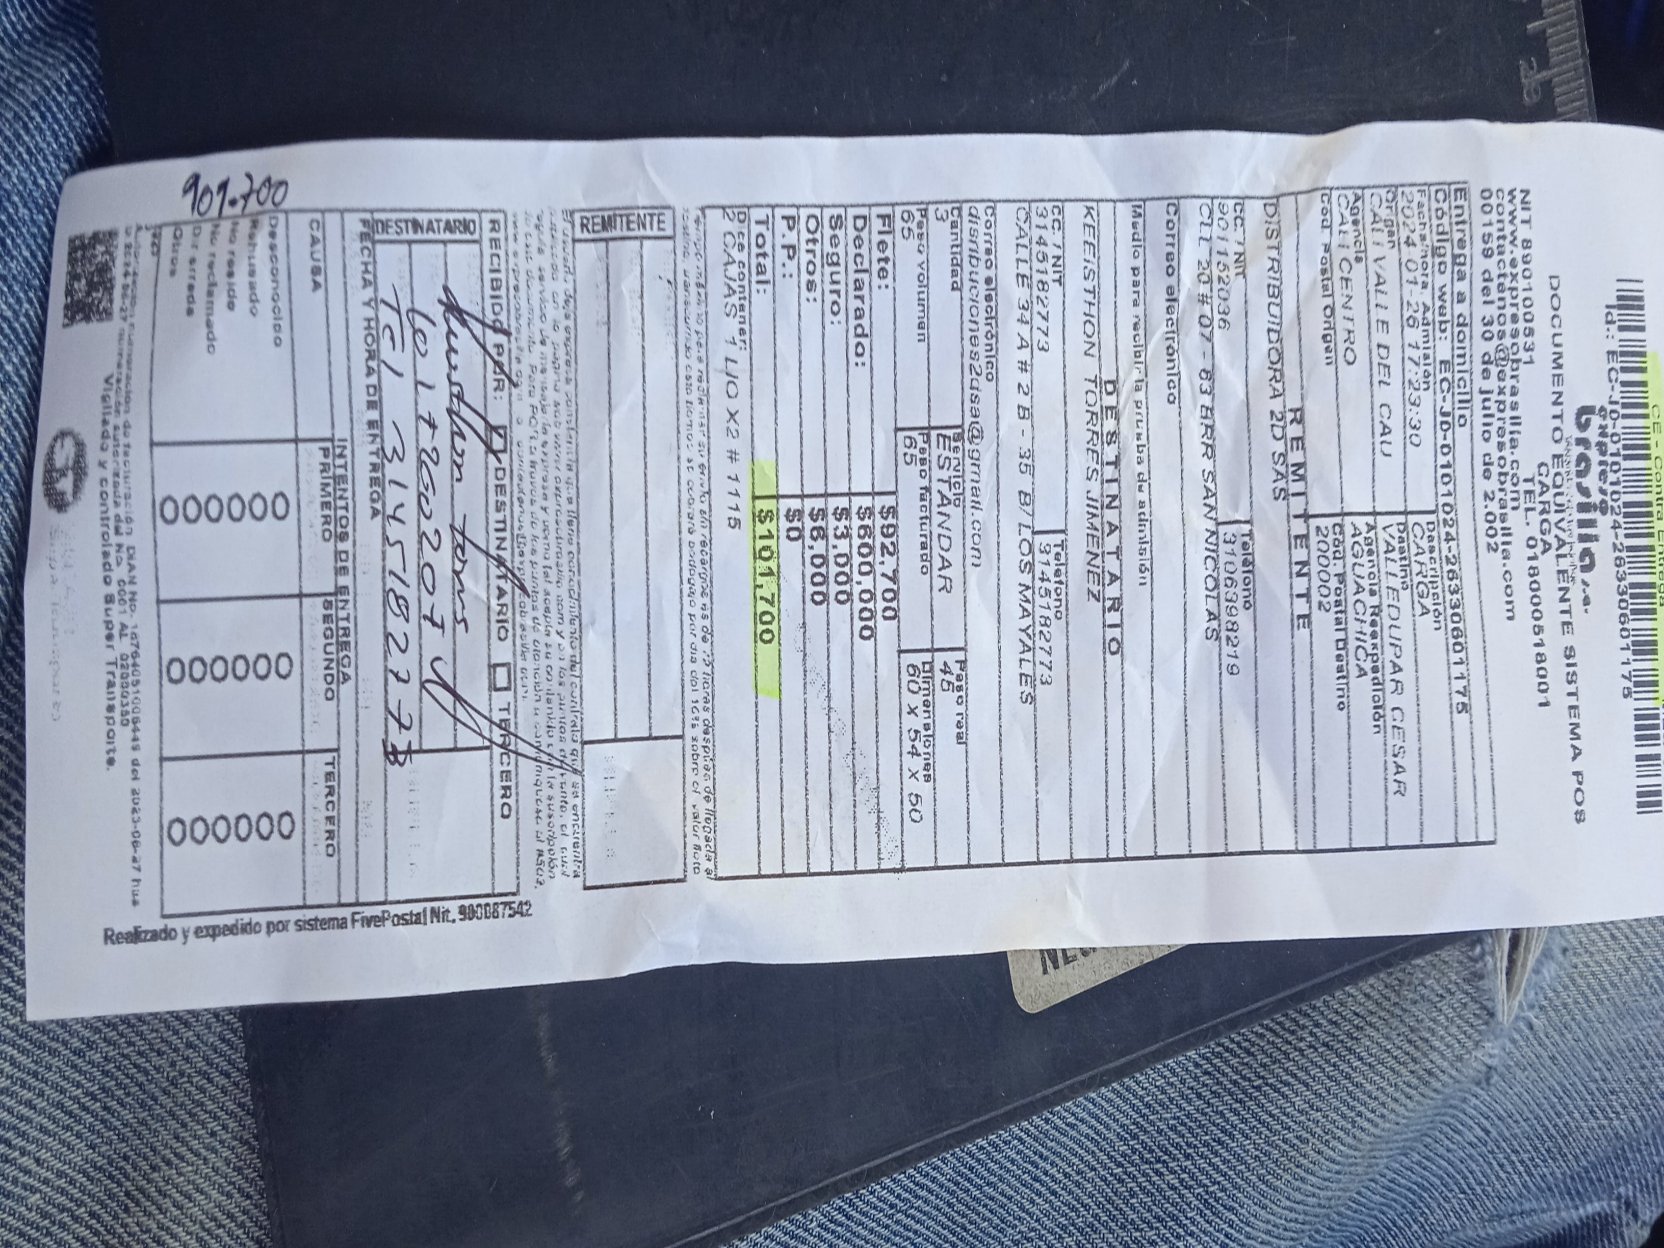 CE - Contra Entrega
Id.: EC-JD-0101024-26330601175
expreso
brasilia s.a.
DOCUMENTO EQUIVALENTE SISTEMA POS
CARGA
NIT 890100531 TEL. 018000518001
www.expresobrasilia.com
contactenos@expresobrasilia.com
00159 del 30 de julio de 2.002
Entrega a domicilio
Código web: EC-JD-0101024-26330601175
Fecha/hora Admisión Descripción
2024-01-26 17:23:30 CARGA
Origen Destino
CALI VALLE DEL CAU VALLEDUPAR CESAR
Agencia Agencia Reexpedición
CALI CENTRO AGUACHICA
Cod. Postal Origen Cod. Postal Destino
200002
REMITENTE
DISTRIBUIDORA 2D SAS
CC. / NIT Teléfono
901152036 3106398219
CLL 20 # 07 - 83 BRR SAN NICOLAS
Correo electrónico
Medio para recibir la prueba de admisión
DESTINATARIO
KEEISTHON TORRES JIMENEZ
CC. / NIT Teléfono
3145182773 3145182773
CALLE 34 A # 2 B - 35 B/ LOS MAYALES
Correo electrónico
distribuciones2dsa@gmail.com
Cantidad Servicio Peso real
3 ESTANDAR 45
Peso volumen Peso facturado Dimensiones
65 65 60 x 54 x 50
Flete: $92,700
Declarado: $600,000
Seguro: $3,000
Otros: $6,000
P.P.: $0
Total: $101,700
Dice contener:
2 CAJAS 1 LIO X2 # 1115
REMITENTE
RECIBIDO POR: DESTINATARIO TERCERO
DESTINATARIO
Tel 3145182773
FECHA Y HORA DE ENTREGA
INTENTOS DE ENTREGA
CAUSA PRIMERO SEGUNDO TERCERO
Desconocido
Rehusado
No reside
No reclamado
Dir errada
Otros
Vigilado y controlado Super Transporte.
Realizado y expedido por sistema FivePostal Nit. 900087542